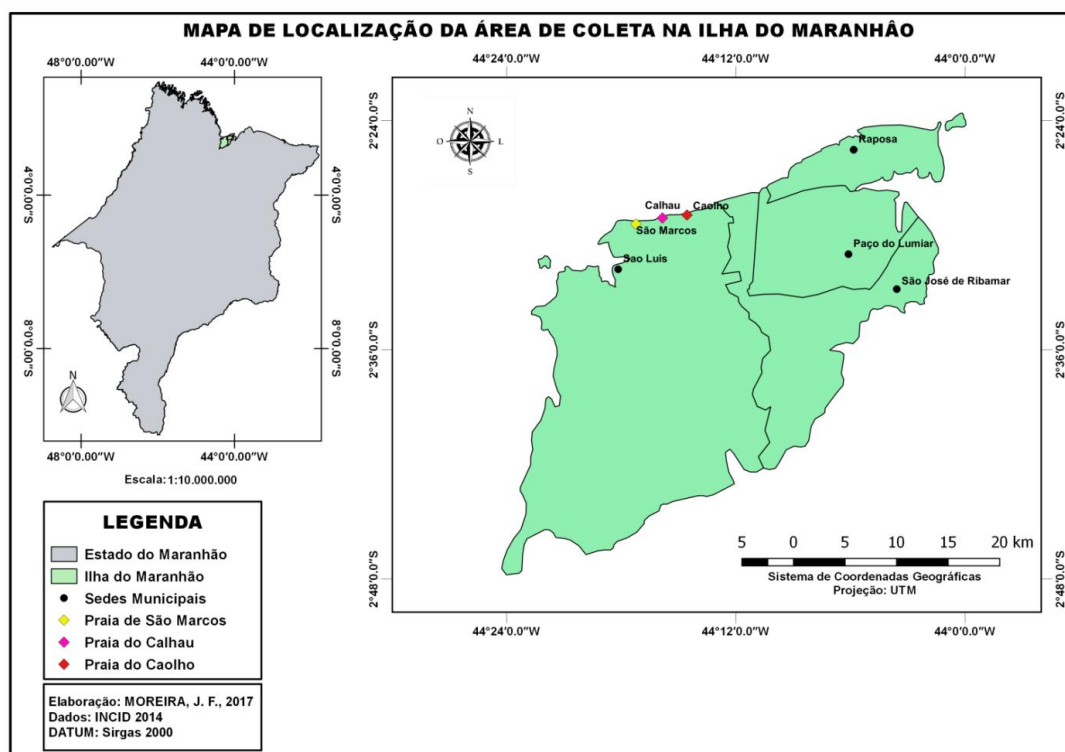 MAPA DE LOCALIZAÇÃO DA ÁREA DE COLETA NA ILHA DO MARANHÂO
48°0'0.00"W 44°0'0.00"W
4°0'0.00"S
4°0'0.00"S
8°0'0.00"S
8°0'0.00"S
N
48°0'0.00"W 44°0'0.00"W
Escala: 1:10.000.000
44°24'0.0"W 44°12'0.0"W 44°00'0.0"W
2°24'0.0"S
2°24'0.0"S
N
O L
S
Raposa
Calhau Caolho
São Marcos
Sao Luis
Paço do Lumiar
São José de Ribamar
2°36'0.0"S
2°36'0.0"S
5 0 5 10 15 20 km
Sistema de Coordenadas Geográficas
Projeção: UTM
2°48'0.0"S
2°48'0.0"S
44°24'0.0"W 44°12'0.0"W 44°00'0.0"W
LEGENDA
Estado do Maranhão
Ilha do Maranhão
Sedes Municipais
Praia de São Marcos
Praia do Calhau
Praia do Caolho
Elaboração: MOREIRA, J. F., 2017
Dados: INCID 2014
DATUM: Sirgas 2000